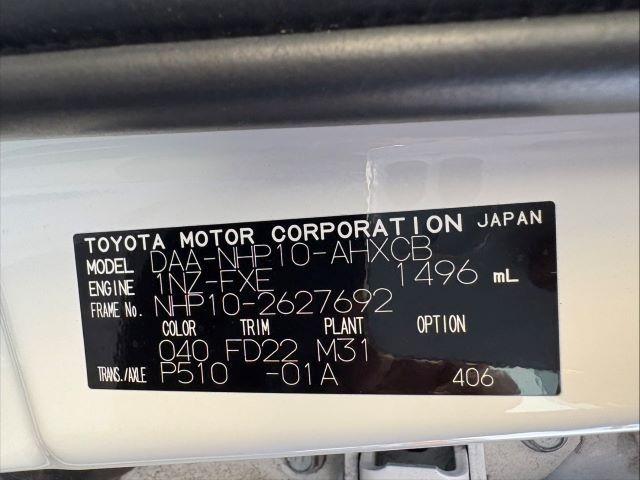 TOYOTA MOTOR CORPORATION JAPAN
MODEL DAA-NHP10-AHXCB
ENGINE 1NZ-FXE 1496 mL
FRAME No. NHP10-2627692
COLOR TRIM PLANT OPTION
040 FD22 M31
TRANS./AXLE P510 -01A 406